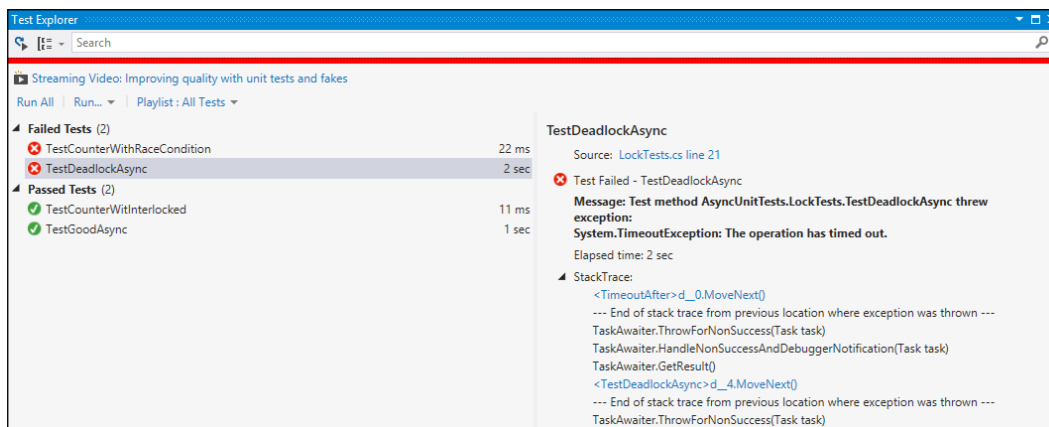 Test Explorer
Search
Streaming Video: Improving quality with unit tests and fakes
Run All | Run... | Playlist : All Tests
Failed Tests (2)
TestCounterWithRaceCondition 22 ms
TestDeadlockAsync 2 sec
Passed Tests (2)
TestCounterWitInterlocked 11 ms
TestGoodAsync 1 sec
TestDeadlockAsync
Source: LockTests.cs line 21
Test Failed - TestDeadlockAsync
Message: Test method AsyncUnitTests.LockTests.TestDeadlockAsync threw
exception:
System.TimeoutException: The operation has timed out.
Elapsed time: 2 sec
StackTrace:
<TimeoutAfter>d__0.MoveNext()
--- End of stack trace from previous location where exception was thrown ---
TaskAwaiter.ThrowForNonSuccess(Task task)
TaskAwaiter.HandleNonSuccessAndDebuggerNotification(Task task)
TaskAwaiter.GetResult()
<TestDeadlockAsync>d__4.MoveNext()
--- End of stack trace from previous location where exception was thrown ---
TaskAwaiter.ThrowForNonSuccess(Task task)